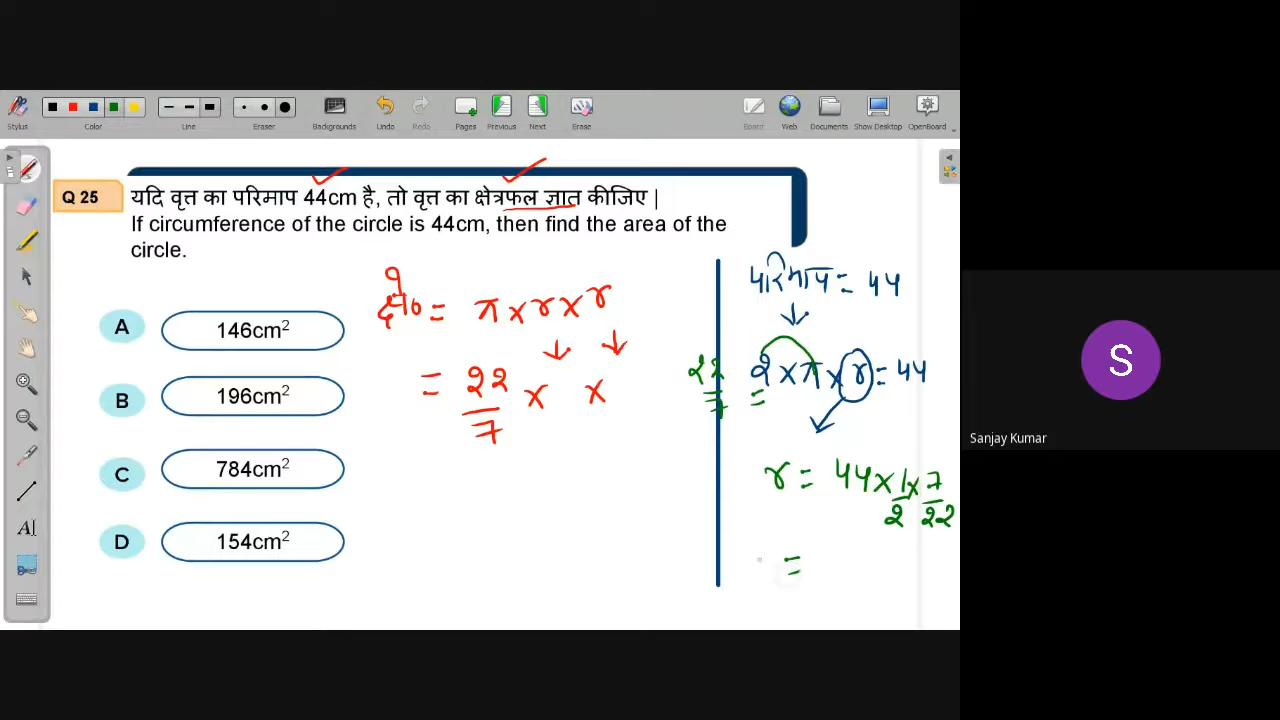 Stylus
Color
Line
Eraser
Backgrounds
Undo
Redo
Pages
Previous
Next
Erase
Board
Web
Documents
Show Desktop
OpenBoard
Q 25
यदि वृत्त का परिमाप 44cm है, तो वृत्त का क्षेत्रफल ज्ञात कीजिए |
If circumference of the circle is 44cm, then find the area of the
circle.
A 146cm²
B 196cm²
C 784cm²
D 154cm²
= π × r × r
= 22/7 × ×
परिमाप = 44
2 × π × r = 44
22/7 =
r = 44 × 1/2 × 7/22
=
S
Sanjay Kumar